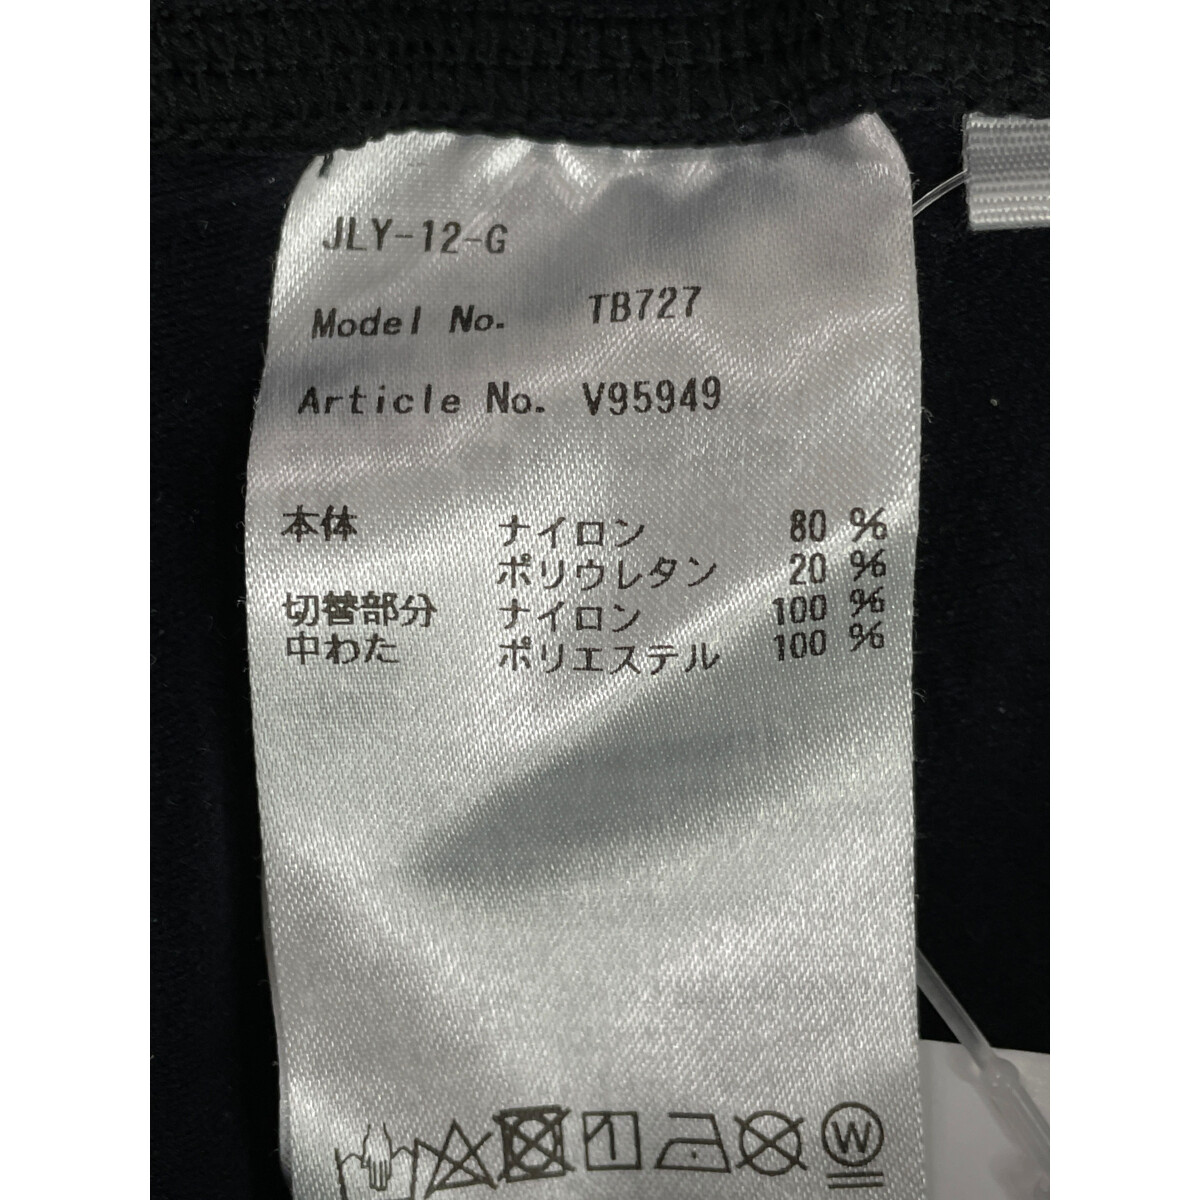 JLY-12-G
Model No. TB727
Article No. V95949
本体 ナイロン 80 %
ポリウレタン 20 %
切替部分 ナイロン 100 %
中わた ポリエステル 100 %
W